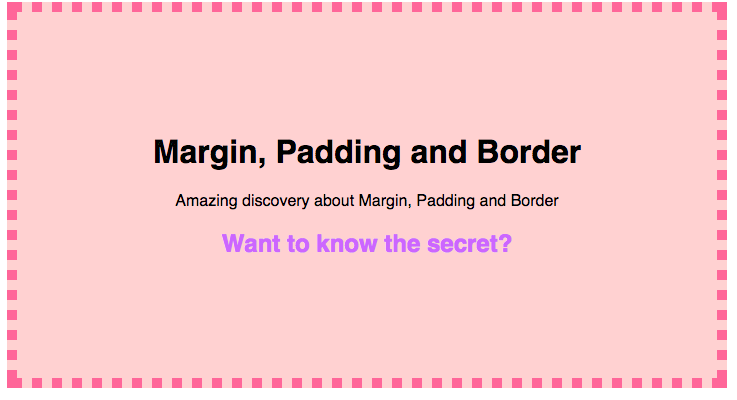 Margin, Padding and Border
Amazing discovery about Margin, Padding and Border
Want to know the secret?